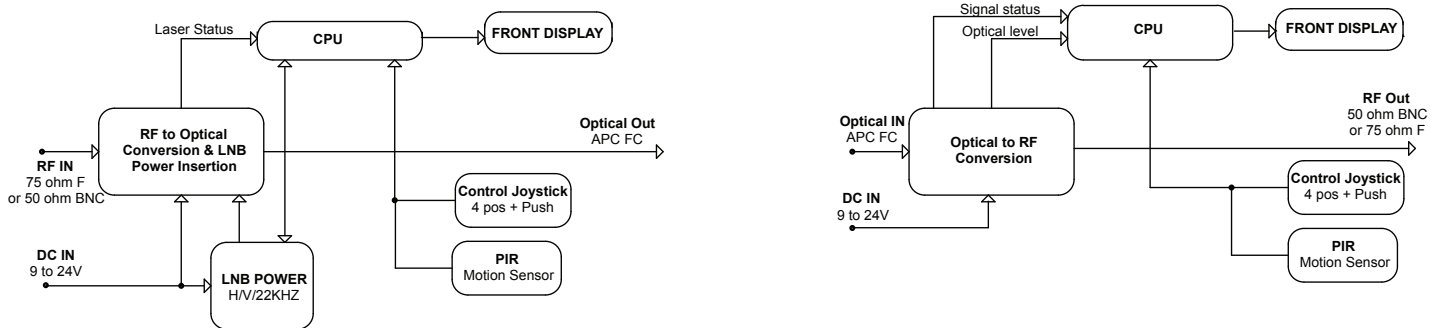 Laser Status
CPU
FRONT DISPLAY
RF to Optical
Conversion & LNB
Power Insertion
RF IN
75 ohm F
or 50 ohm BNC
Optical Out
APC FC
Control Joystick
4 pos + Push
DC IN
9 to 24V
LNB POWER
H/V/22KHZ
PIR
Motion Sensor
Signal status
Optical level
CPU
FRONT DISPLAY
Optical IN
APC FC
Optical to RF
Conversion
RF Out
50 ohm BNC
or 75 ohm F
DC IN
9 to 24V
Control Joystick
4 pos + Push
PIR
Motion Sensor